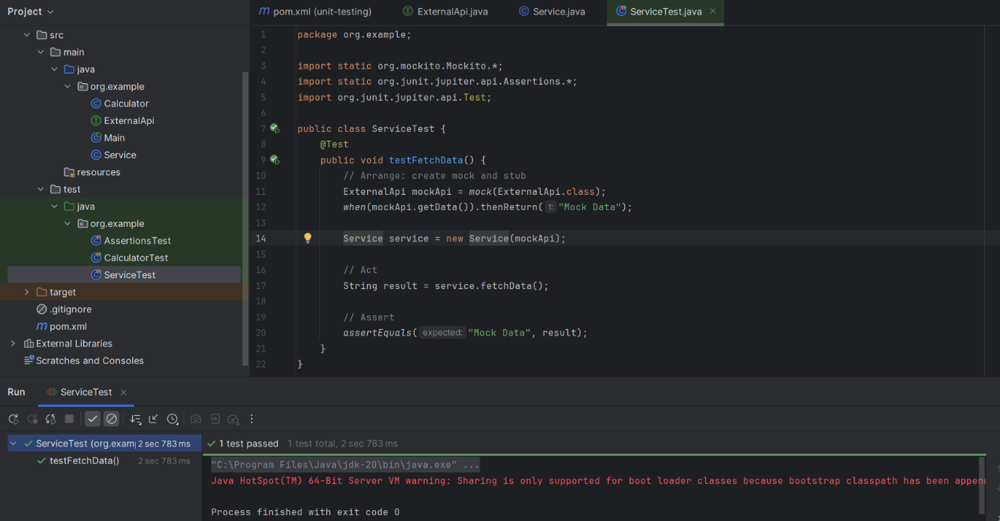 Project
pom.xml (unit-testing)
ExternalApi.java
Service.java
ServiceTest.java
src
main
java
org.example
Calculator
ExternalApi
Main
Service
resources
test
java
org.example
AssertionsTest
CalculatorTest
ServiceTest
target
.gitignore
pom.xml
External Libraries
Scratches and Consoles
1 package org.example;
2
3 import static org.mockito.Mockito.*;
4 import static org.junit.jupiter.api.Assertions.*;
5 import org.junit.jupiter.api.Test;
6
7 public class ServiceTest {
8 @Test
9 public void testFetchData() {
10 // Arrange: create mock and stub
11 ExternalApi mockApi = mock(ExternalApi.class);
12 when(mockApi.getData()).thenReturn( t: "Mock Data");
13
14 Service service = new Service(mockApi);
15
16 // Act
17 String result = service.fetchData();
18
19 // Assert
20 assertEquals( expected: "Mock Data", result);
21 }
22 }
Run
ServiceTest
ServiceTest (org.exam 2 sec 783 ms
testFetchData() 2 sec 783 ms
1 test passed 1 test total, 2 sec 783 ms
"C:\Program Files\Java\jdk-20\bin\java.exe" ...
Java HotSpot(TM) 64-Bit Server VM warning: Sharing is only supported for boot loader classes because bootstrap classpath has been appen
Process finished with exit code 0